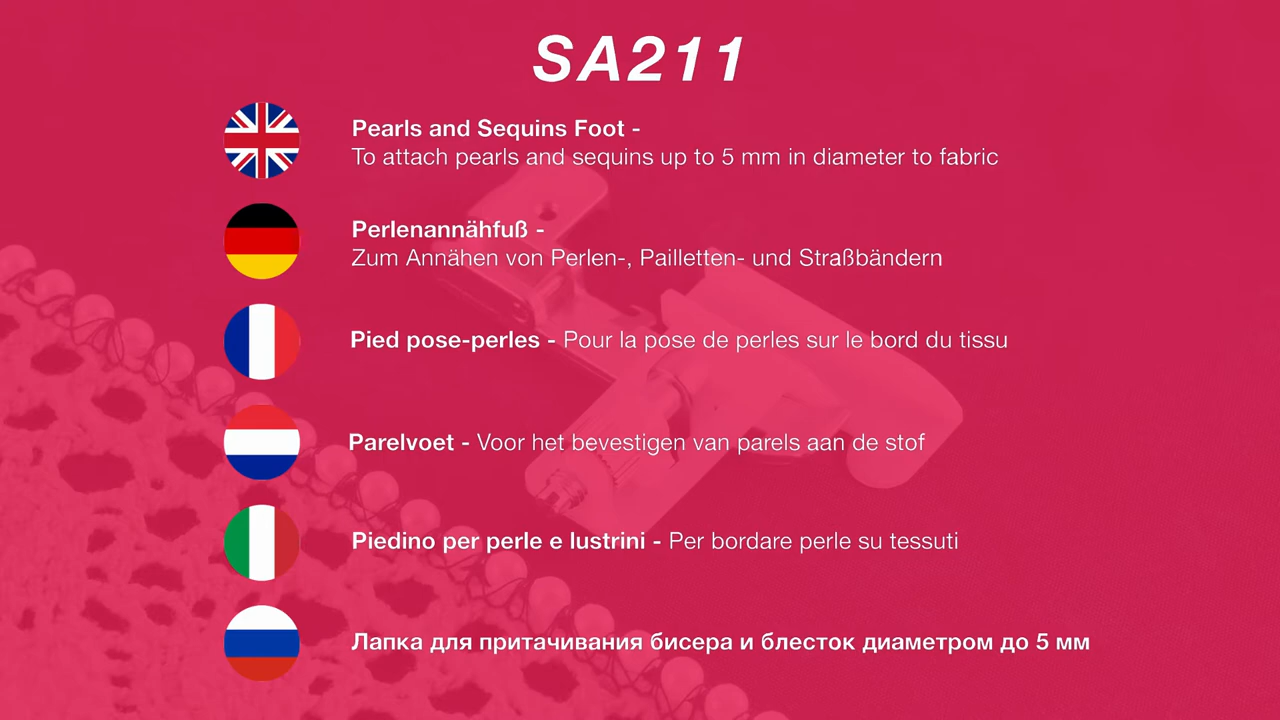 SA211
Pearls and Sequins Foot -
To attach pearls and sequins up to 5 mm in diameter to fabric
Perlenannähfuß -
Zum Annähen von Perlen-, Pailletten- und Straßbändern
Pied pose-perles - Pour la pose de perles sur le bord du tissu
Parelvoet - Voor het bevestigen van parels aan de stof
Piedino per perle e lustrini - Per bordare perle su tessuti
Лапка для притачивания бисера и блесток диаметром до 5 мм